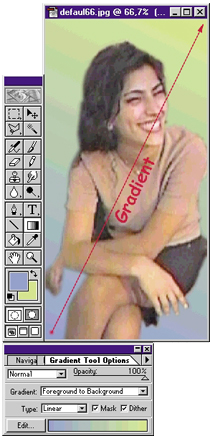 defaul66.jpg @ 66,7% (...
Gradient
T
Naviga
Gradient Tool Options
Normal
Opacity: 100%
Gradient: Foreground to Background
Type: Linear
Mask
Dither
Edit...